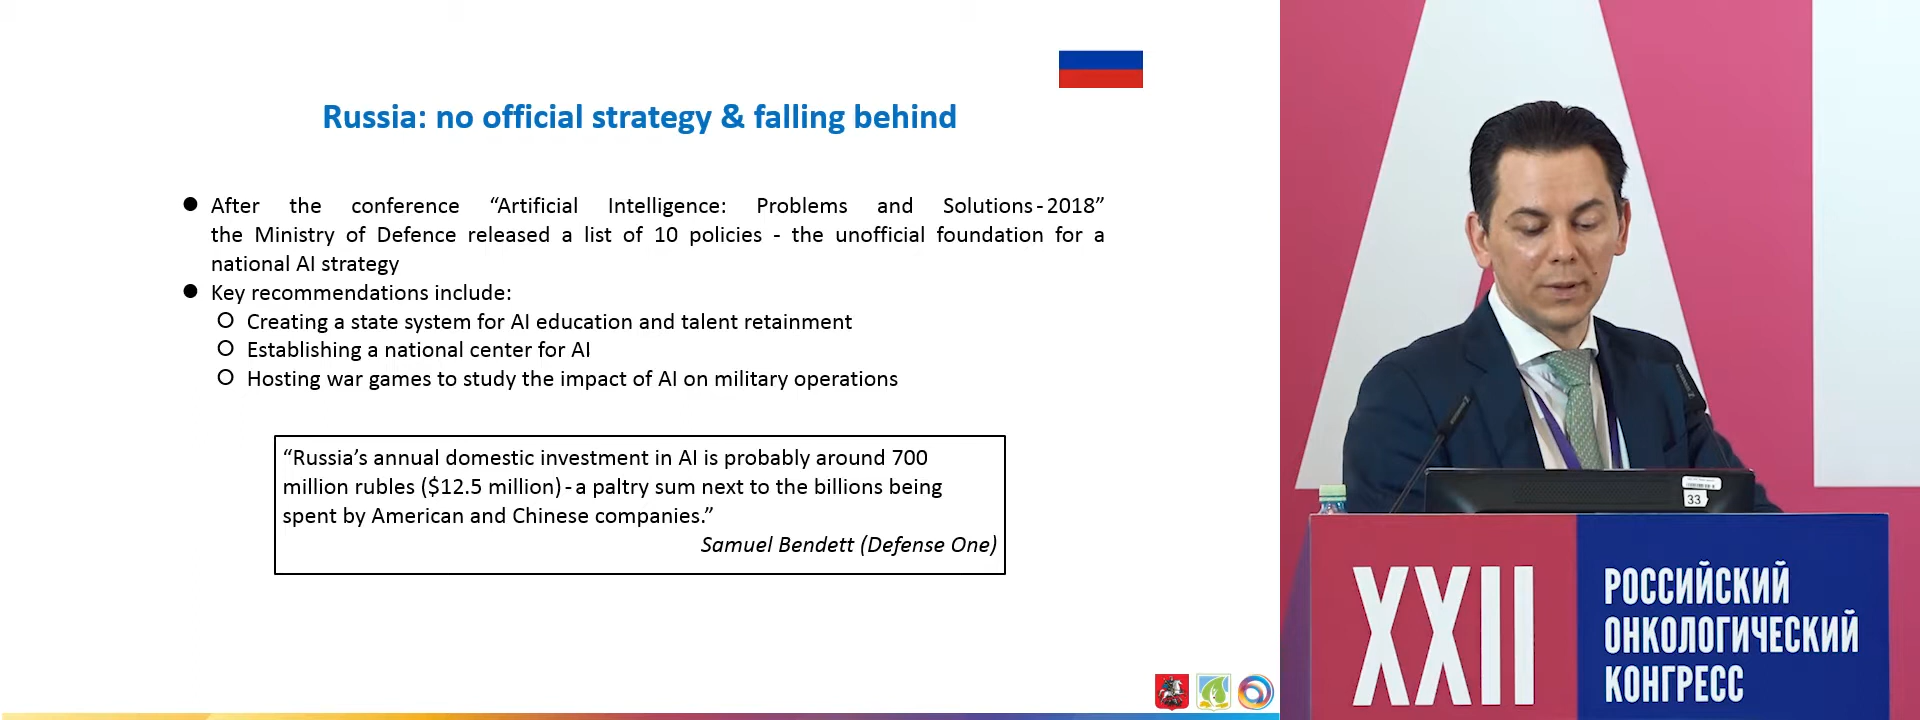 Russia: no official strategy & falling behind
After the conference “Artificial Intelligence: Problems and Solutions-2018”
the Ministry of Defence released a list of 10 policies - the unofficial foundation for a
national AI strategy
Key recommendations include:
Creating a state system for AI education and talent retainment
Establishing a national center for AI
Hosting war games to study the impact of AI on military operations
“Russia’s annual domestic investment in AI is probably around 700
million rubles ($12.5 million)-a paltry sum next to the billions being
spent by American and Chinese companies.”
Samuel Bendett (Defense One)
33
XXII
РОССИЙСКИЙ
ОНКОЛОГИЧЕСКИЙ
КОНГРЕСС